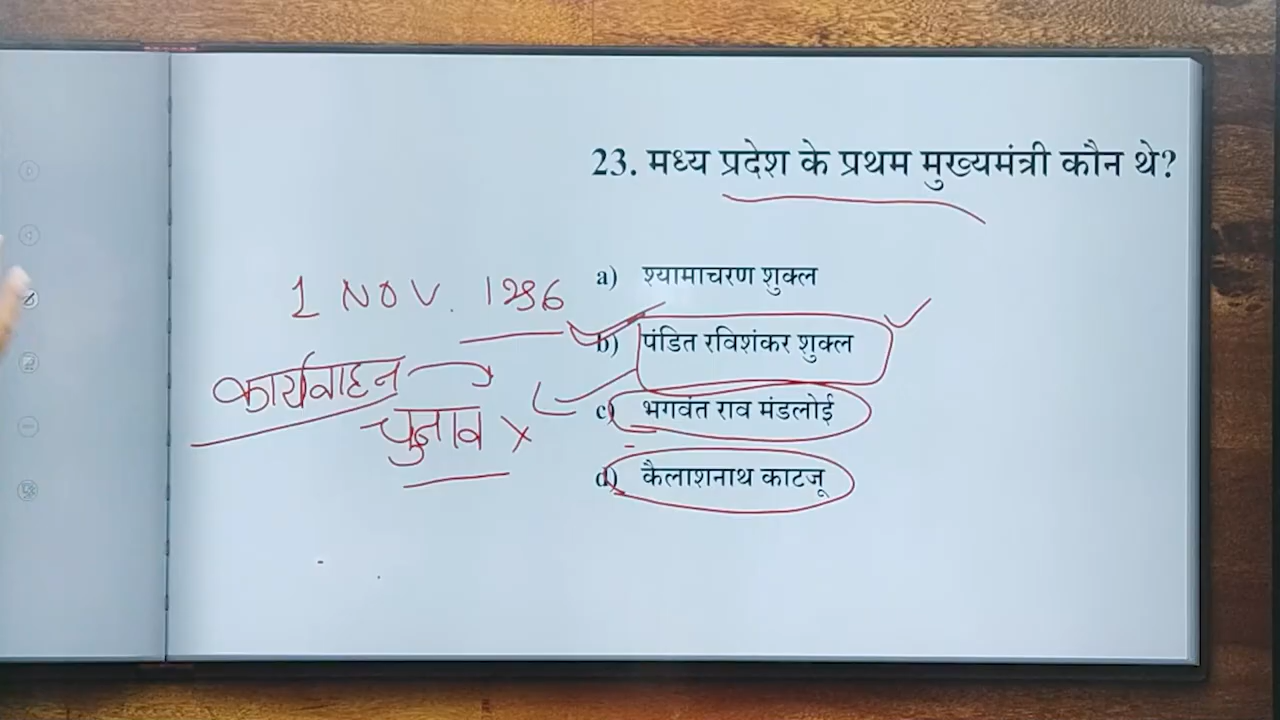 23. मध्य प्रदेश के प्रथम मुख्यमंत्री कौन थे?
a) श्यामाचरण शुक्ल
1 NOV. 1956
b) पंडित रविशंकर शुक्ल
कार्यवाहन
c) भगवंत राव मंडलोई
चुनाव x
d) कैलाशनाथ काटजू